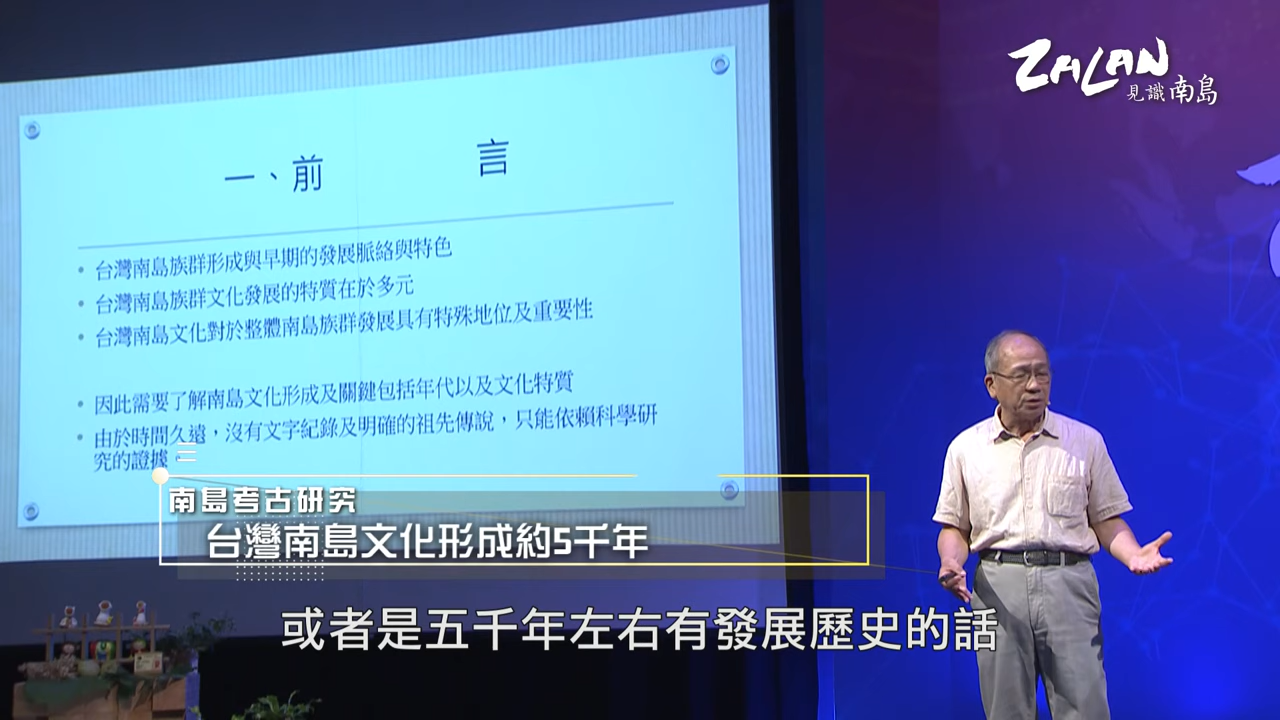 ZALAN
見識南島
一、前 言
台灣南島族群形成與早期的發展脈絡與特色
台灣南島族群文化發展的特質在於多元
台灣南島文化對於整體南島族群發展具有特殊地位及重要性
因此需要了解南島文化形成及關鍵包括年代以及文化特質
由於時間久遠，沒有文字紀錄及明確的祖先傳說，只能依賴科學研
究的證據。
南島考古研究
台灣南島文化形成約5千年
或者是五千年左右有發展歷史的話